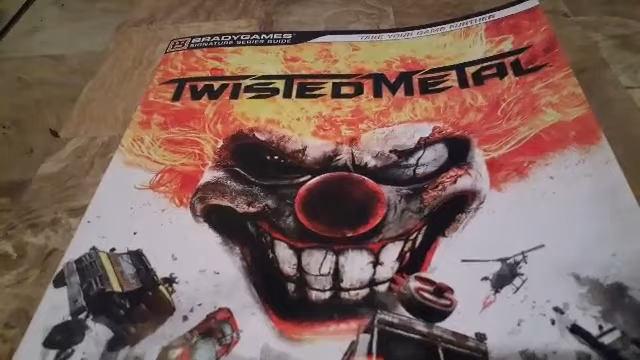 BRADYGAMES®
SIGNATURE SERIES GUIDE
TAKE YOUR GAME FURTHER
TWISTED METAL